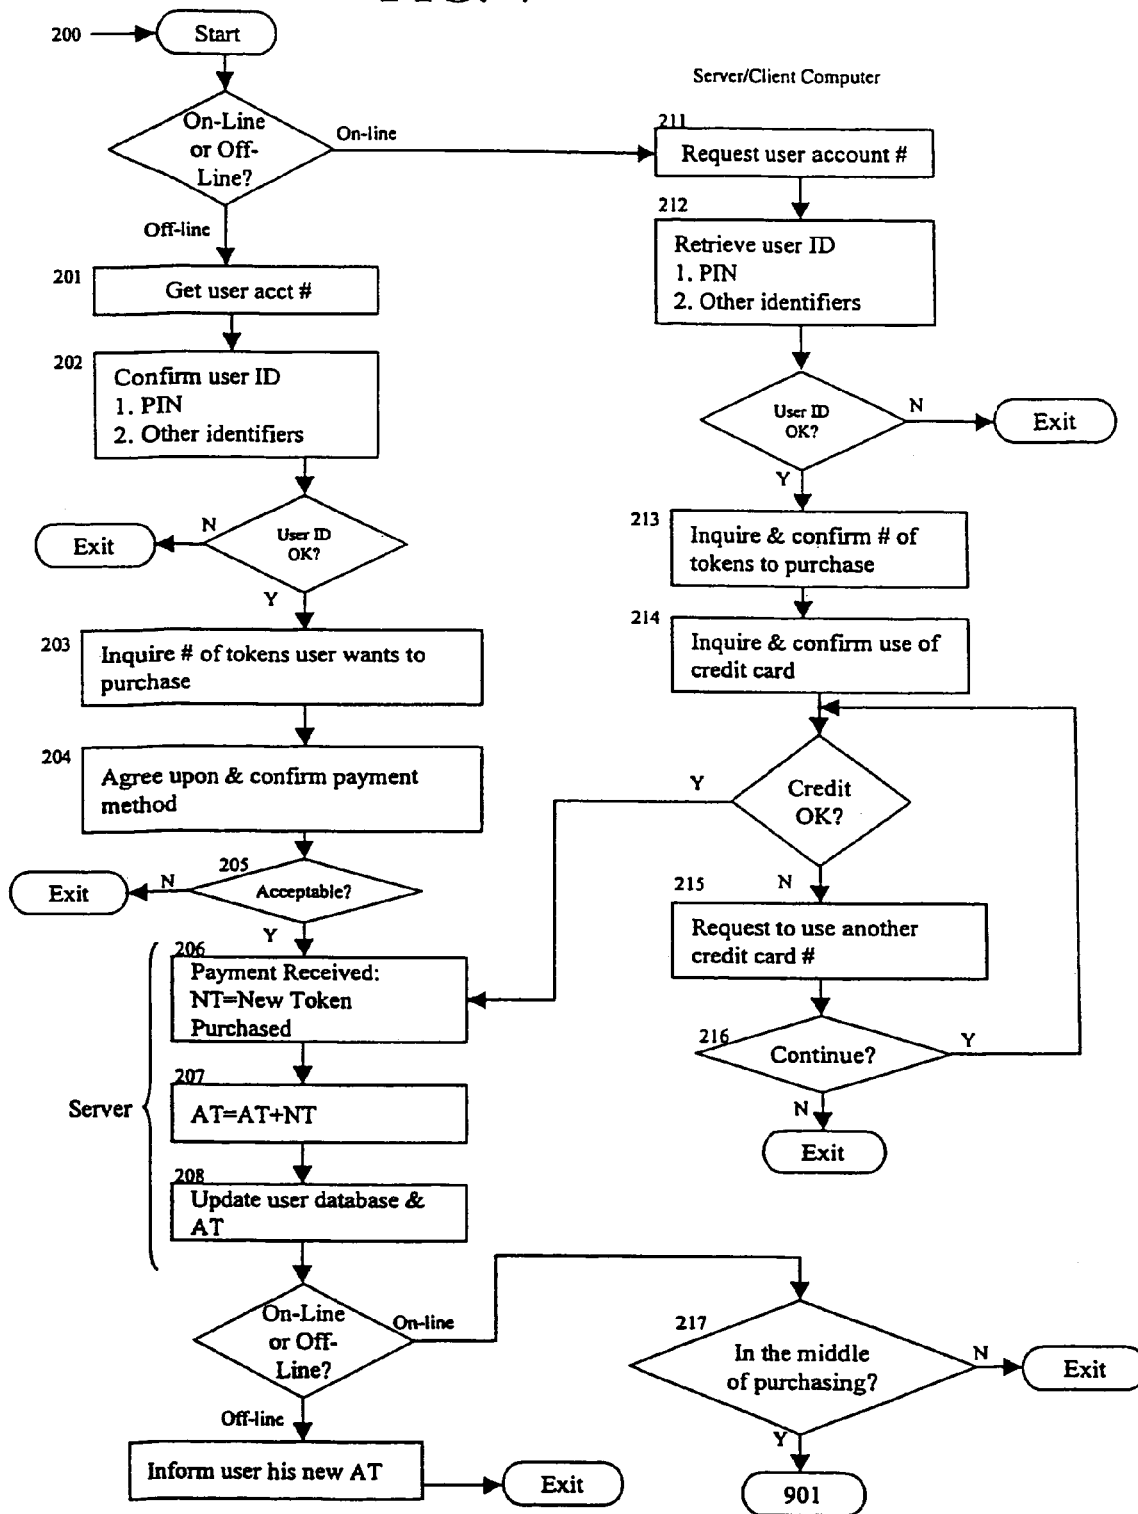 200
Start
Server/Client Computer
On-Line
or Off-
Line?
On-line
Off-line
211
Request user account #
212
Retrieve user ID
1. PIN
2. Other identifiers
201
Get user acct #
202
Confirm user ID
1. PIN
2. Other identifiers
User ID
OK?
N
Exit
Y
User ID
OK?
N
Exit
Y
213
Inquire & confirm # of
tokens to purchase
203
Inquire # of tokens user wants to
purchase
214
Inquire & confirm use of
credit card
204
Agree upon & confirm payment
method
Credit
OK?
Y
N
205
Acceptable?
N
Exit
Y
215
Request to use another
credit card #
206
Payment Received:
NT=New Token
Purchased
216
Continue?
Y
N
Exit
207
AT=AT+NT
Server
208
Update user database &
AT
On-Line
or Off-
Line?
On-line
Off-line
217
In the middle
of purchasing?
N
Exit
Y
901
Inform user his new AT
Exit